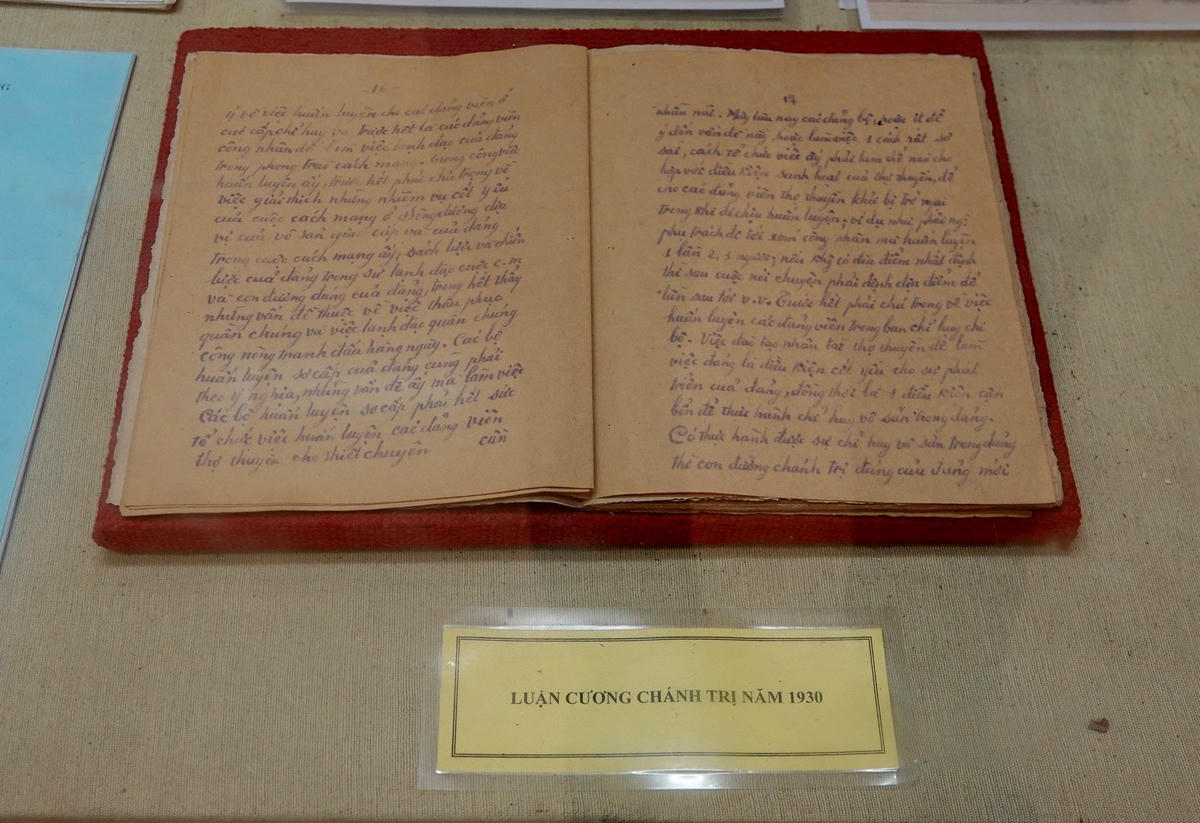 G
- 16 -
ý về việc huấn luyện cho các đảng viên ở
các cấp chỉ huy và trước hết là các đảng viên
công nhân để làm việc lãnh đạo của đảng
trong phong trào cách mạng. Trong công việc
huấn luyện ấy, trước hết phải chú trọng về
việc giải thích những nhiệm vụ cốt yếu
của cuộc cách mạng ở Đông dương địa
vị của vô sản giai cấp và của đảng
trong cuộc cách mạng ấy, sách lược và chiến
lược của đảng trong sự lãnh đạo cuộc c.m
và con đường đúng của đảng, trong hết thảy
những vấn đề thuộc về việc thâu phục
quần chúng và việc lãnh đạo quần chúng
công nông tranh đấu hàng ngày. Các bộ
huấn luyện sơ cấp của đảng cũng phải
theo ý nghĩa, những vấn đề ấy mà làm việc
Các bộ huấn luyện sơ cấp phải hết sức
tổ chức việc huấn luyện các đảng viên
thợ thuyền cho thiết chuyên
căn
17
nhằn nữa. Mấy lâu nay các đảng bộ, hoặc ít để
ý đến vấn đề này, hoặc làm việc 1 cách rất sơ
sài, cách tổ chức việc ấy phải làm thế nào cho
hợp với điều kiện sanh hoạt của thợ thuyền, để
cho các đảng viên thợ thuyền khỏi bị trở ngại
trong khi đi chịu huấn luyện; ví dụ như phái ng:
phụ trách đi tới xóm công nhân mà huấn luyện
1 lần 2, 3 người; nếu khg có địa điểm nhất định
thì sau cuộc nói chuyện phải định địa điểm để
lần sau tới v.v. Trước hết phải chú trọng về việc
huấn luyện các đảng viên trong ban chỉ huy chi
bộ. Việc đào tạo nhân tài thợ thuyền để làm
việc đảng là điều kiện cốt yếu cho sự phát
triển của đảng, đồng thời là 1 điều kiện căn
bổn để thực hành chỉ huy vô sản trong đảng.
Có thực hành được sự chỉ huy vô sản trong đảng
thì con đường chánh trị đúng của đảng mới
LUẬN CƯƠNG CHÁNH TRỊ NĂM 1930